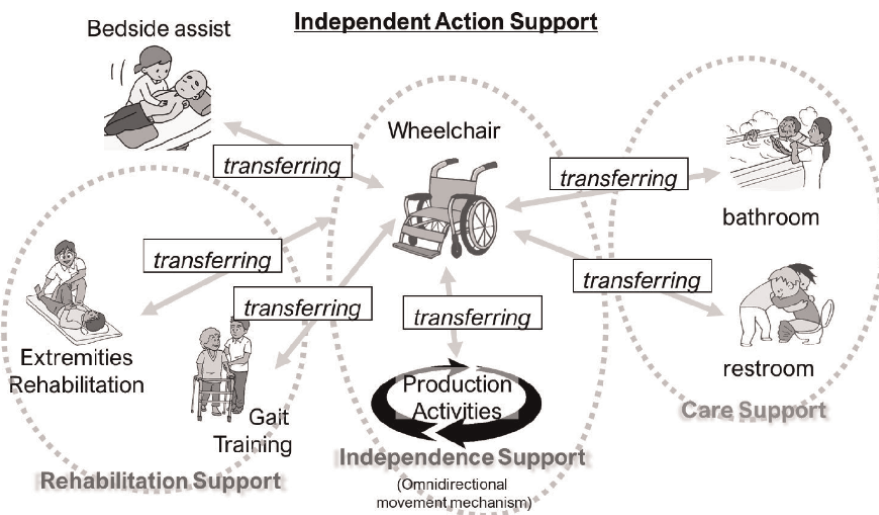 Independent Action Support
Bedside assist
Wheelchair
transferring
transferring
bathroom
transferring
transferring
transferring
transferring
Extremities
Rehabilitation
Gait
Training
Production
Activities
restroom
Care Support
Independence Support
(Omnidirectional
movement mechanism)
Rehabilitation Support